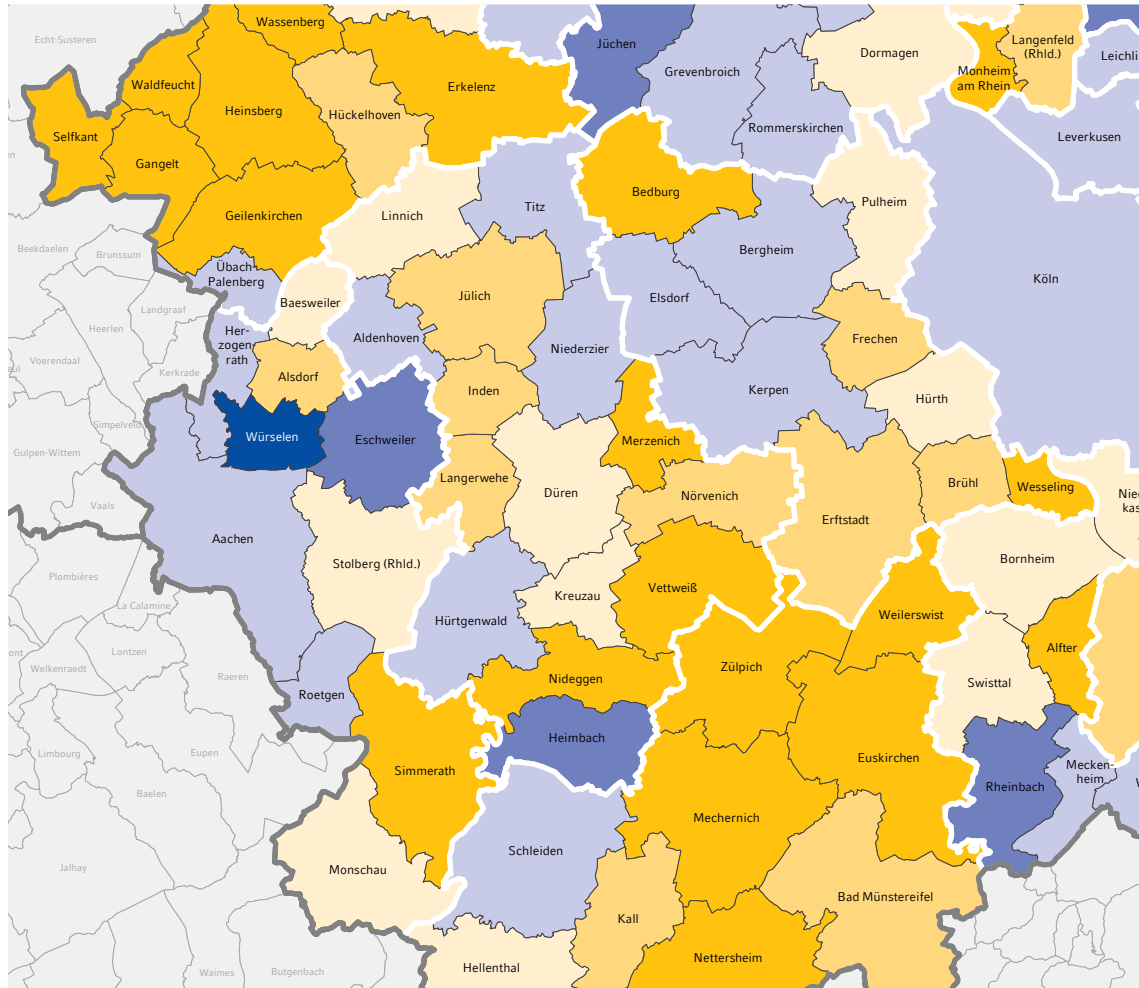 Wassenberg
Echt-Susteren
Jüchen
Dormagen
Langenfeld
(Rhld.)
Grevenbroich
Monheim
am Rhein
Waldfeucht
Erkelenz
Heinsberg
Hückelhoven
Rommerskirchen
Selfkant
Leverkusen
Gangelt
Bedburg
Pulheim
Titz
Linnich
Geilenkirchen
Beekdaelen
Brunssum
Bergheim
Übach-
Palenberg
Köln
Jülich
Elsdorf
Baesweiler
Landgraaf
Heerlen
Her-
zogen-
rath
Aldenhoven
Frechen
Niederzier
Voerendaal
Kerkrade
Alsdorf
Inden
Kerpen
Hürth
Simpelveld
Würselen
Eschweiler
Merzenich
Gulpen-Wittem
Langerwehe
Brühl
Wesseling
Düren
Nörvenich
Vaals
Erftstadt
Aachen
Bornheim
Stolberg (Rhld.)
Plombières
Vettweiß
Kreuzau
La Calamine
Weilerswist
Hürtgenwald
Alfter
Lontzen
Welkenraedt
Zülpich
Raeren
Nideggen
Swisttal
Roetgen
Heimbach
Limbourg
Eupen
Euskirchen
Simmerath
Mecken-
heim
Rheinbach
Baelen
Mechernich
Schleiden
Jalhay
Monschau
Bad Münstereifel
Kall
Nettersheim
Hellenthal
Waimes
Butgenbach